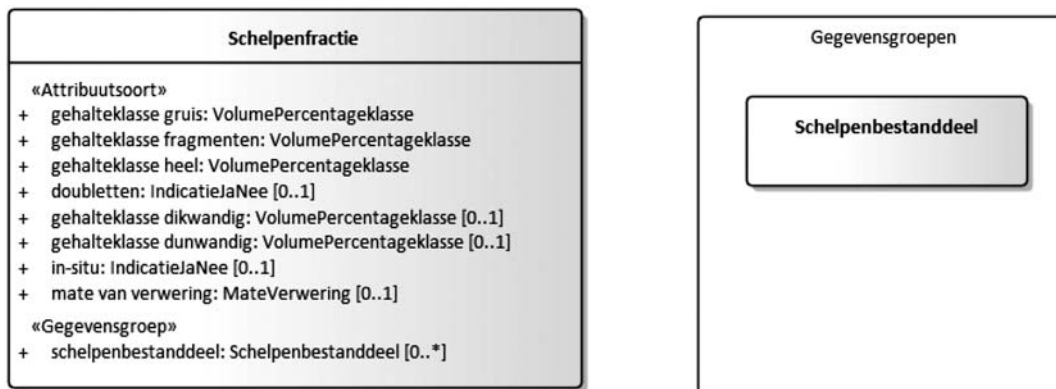 Schelpenfractie
«Attribuutsoort»
+ gehalteklasse gruis: VolumePercentageklasse
+ gehalteklasse fragmenten: VolumePercentageklasse
+ gehalteklasse heel: VolumePercentageklasse
+ doubletten: IndicatieJaNee [0..1]
+ gehalteklasse dikwandig: VolumePercentageklasse [0..1]
+ gehalteklasse dunwandig: VolumePercentageklasse [0..1]
+ in-situ: IndicatieJaNee [0..1]
+ mate van verwering: MateVerwering [0..1]
«Gegevensgroep»
+ schelpenbestanddeel: Schelpenbestanddeel [0..*]
Gegevensgroepen
Schelpenbestanddeel